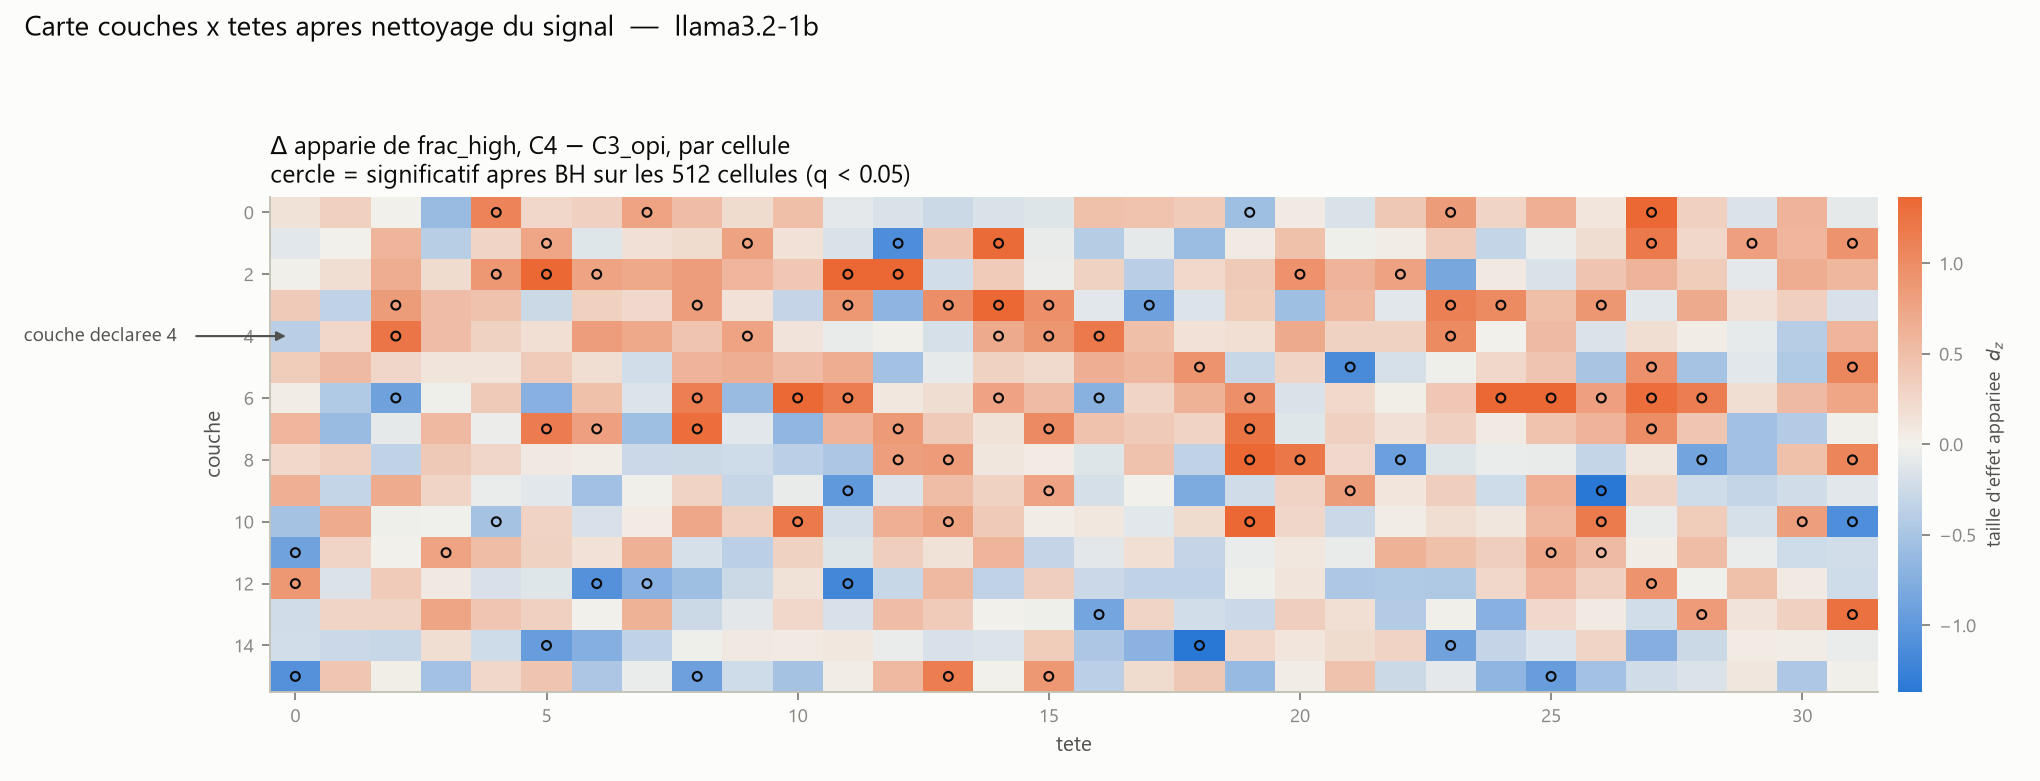 Carte couches x tetes apres nettoyage du signal — llama3.2-1b
Δ apparie de frac_high, C4 − C3_opi, par cellule
cercle = significatif apres BH sur les 512 cellules (q < 0.05)
couche declaree 4
couche
0
2
4
6
8
10
12
14
0
5
10
15
20
25
30
tete
1.0
0.5
0.0
−0.5
−1.0
taille d'effet appariee d_z